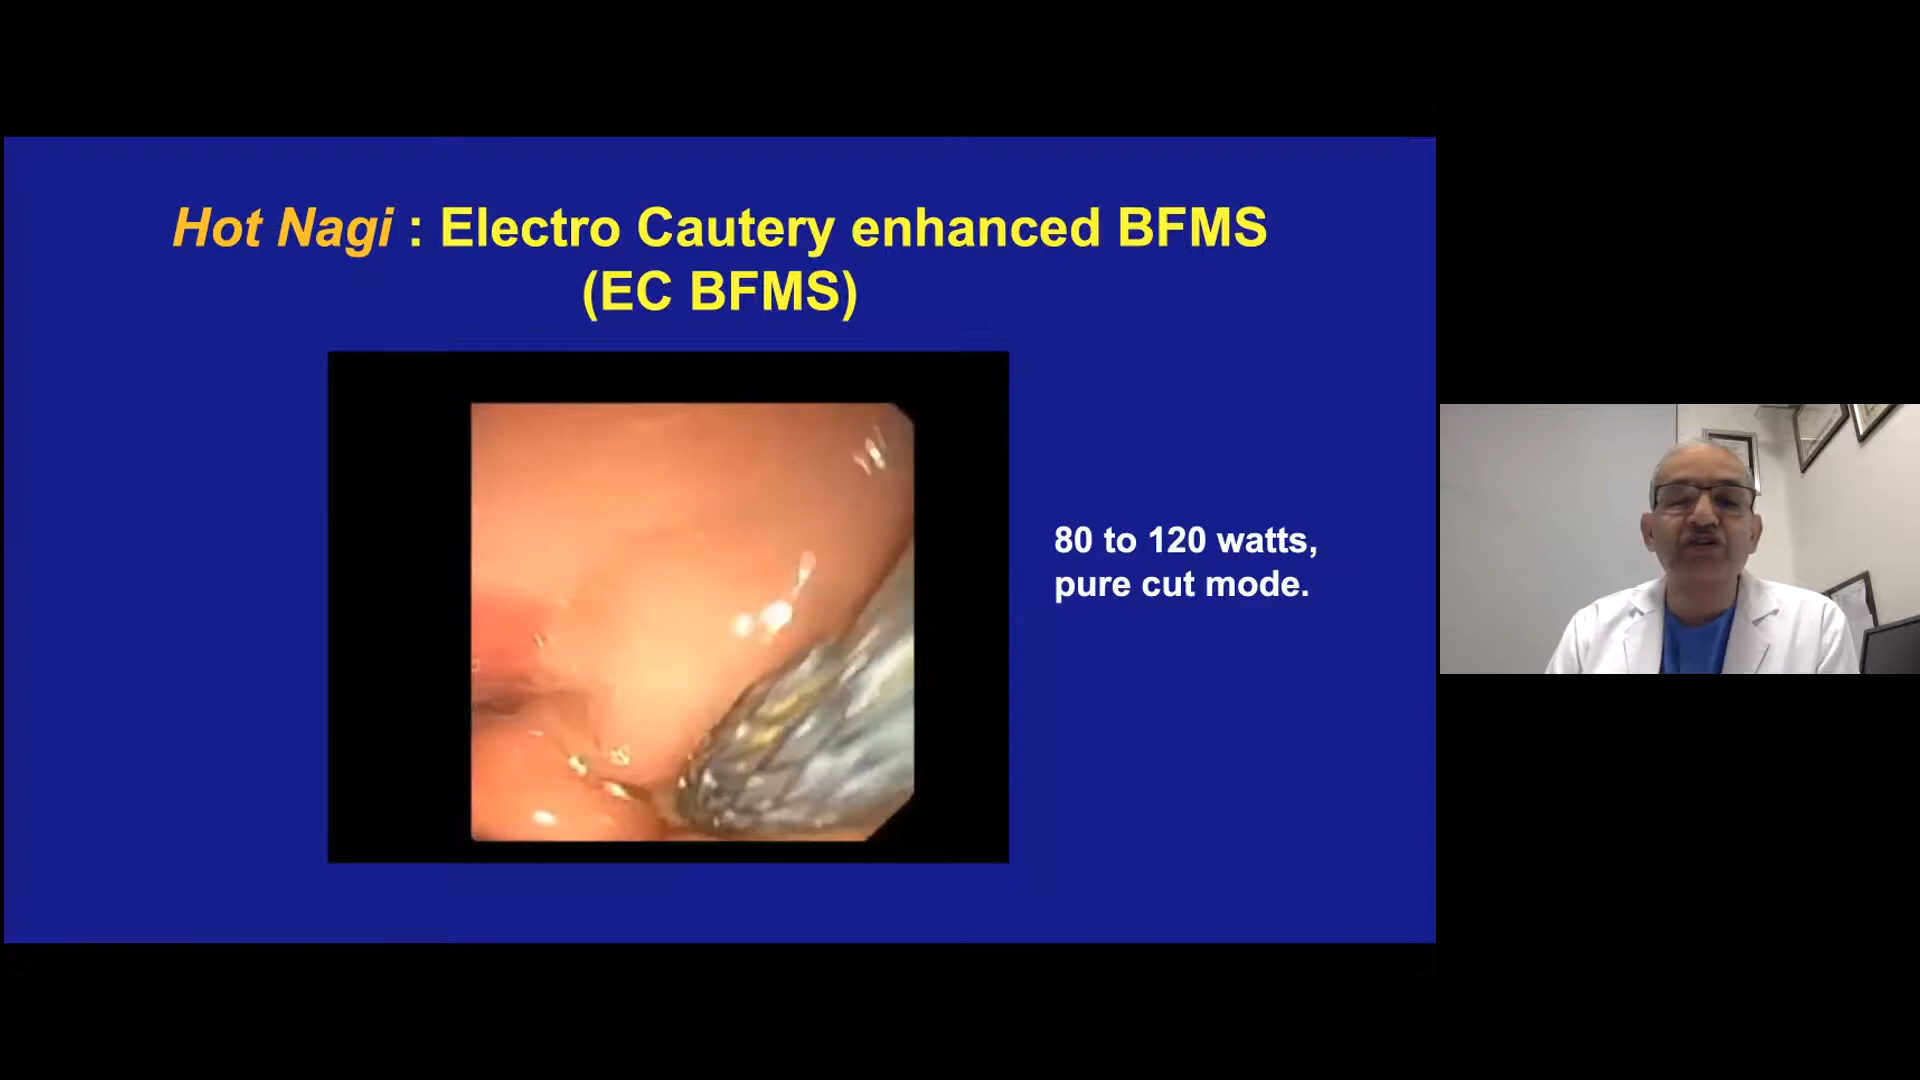 Hot Nagi : Electro Cautery enhanced BFMS
(EC BFMS)
80 to 120 watts,
pure cut mode.